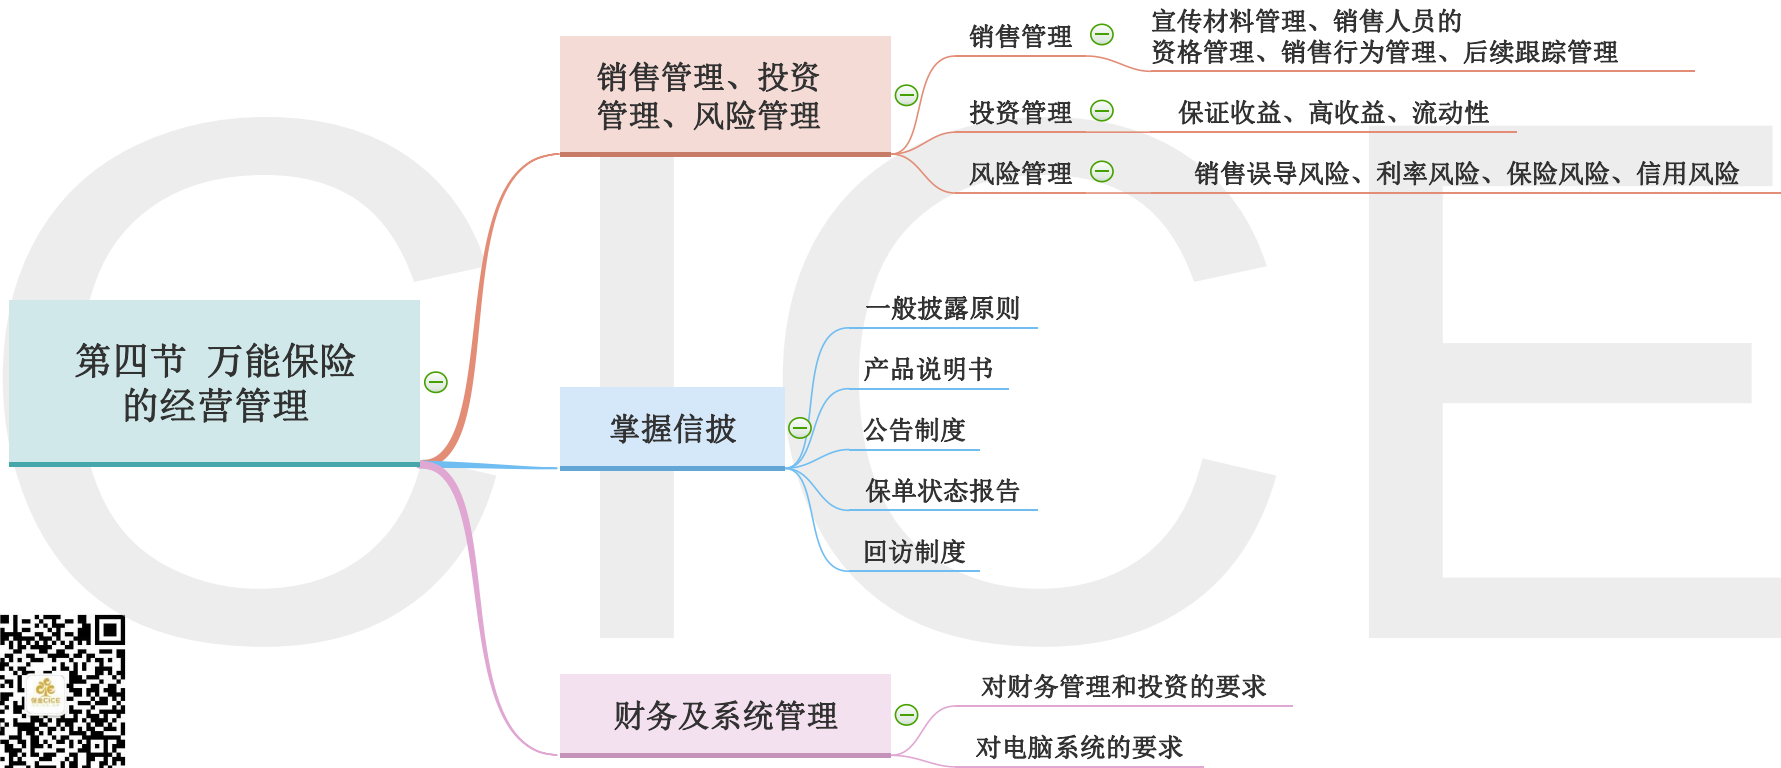 第四节 万能保险
的经营管理
销售管理、投资
管理、风险管理
销售管理
宣传材料管理、销售人员的
资格管理、销售行为管理、后续跟踪管理
投资管理
保证收益、高收益、流动性
风险管理
销售误导风险、利率风险、保险风险、信用风险
掌握信披
一般披露原则
产品说明书
公告制度
保单状态报告
回访制度
财务及系统管理
对财务管理和投资的要求
对电脑系统的要求
CICE
保准CICE